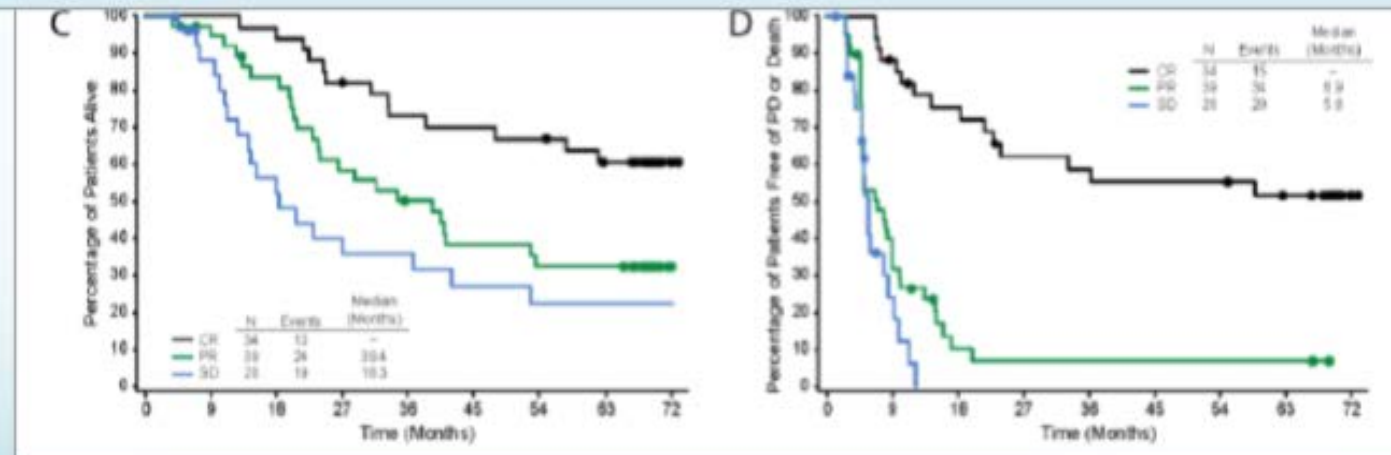 C
Percentage of Patients Alive
100
90
80
70
60
50
40
30
20
10
0
0 9 18 27 36 45 54 63 72
Time (Months)
Median
N Events (Months)
CR 34 13 –
PR 24
SD 19
D
Percentage of Patients Free of PD or Death
100
90
80
70
60
50
40
30
20
10
0
0 9 18 27 36 45 54 63 72
Time (Months)
Median
N Events (Months)
CR 34 15 –
PR
SD